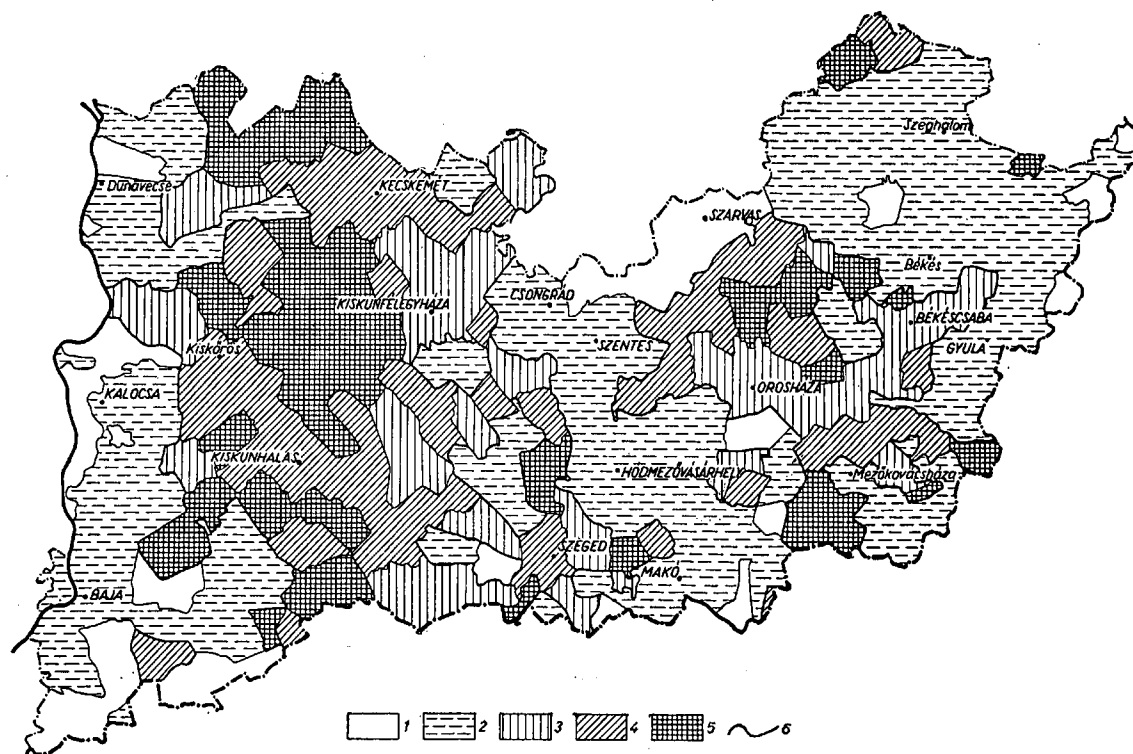 Szeghalom
Dunavecse
KECSKEMÉT
SZARVAS
Békés
KISKUNFÉLEGYHÁZA
CSONGRÁD
BÉKÉSCSABA
Kiskőrös
SZENTES
GYULA
KALOCSA
OROSHÁZA
KISKUNHALAS
HÓDMEZŐVÁSÁRHELY
Mezőkovácsháza
SZEGED
MAKÓ
BAJA
1 2 3 4 5 6